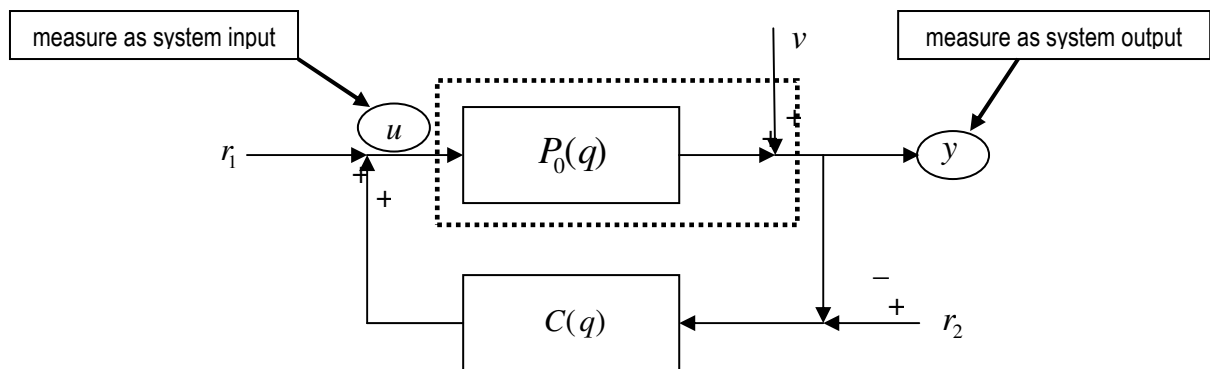 measure as system input
measure as system output
v
u
+
+
P₀(q)
r₁
y
+
+
−
+
C(q)
r₂